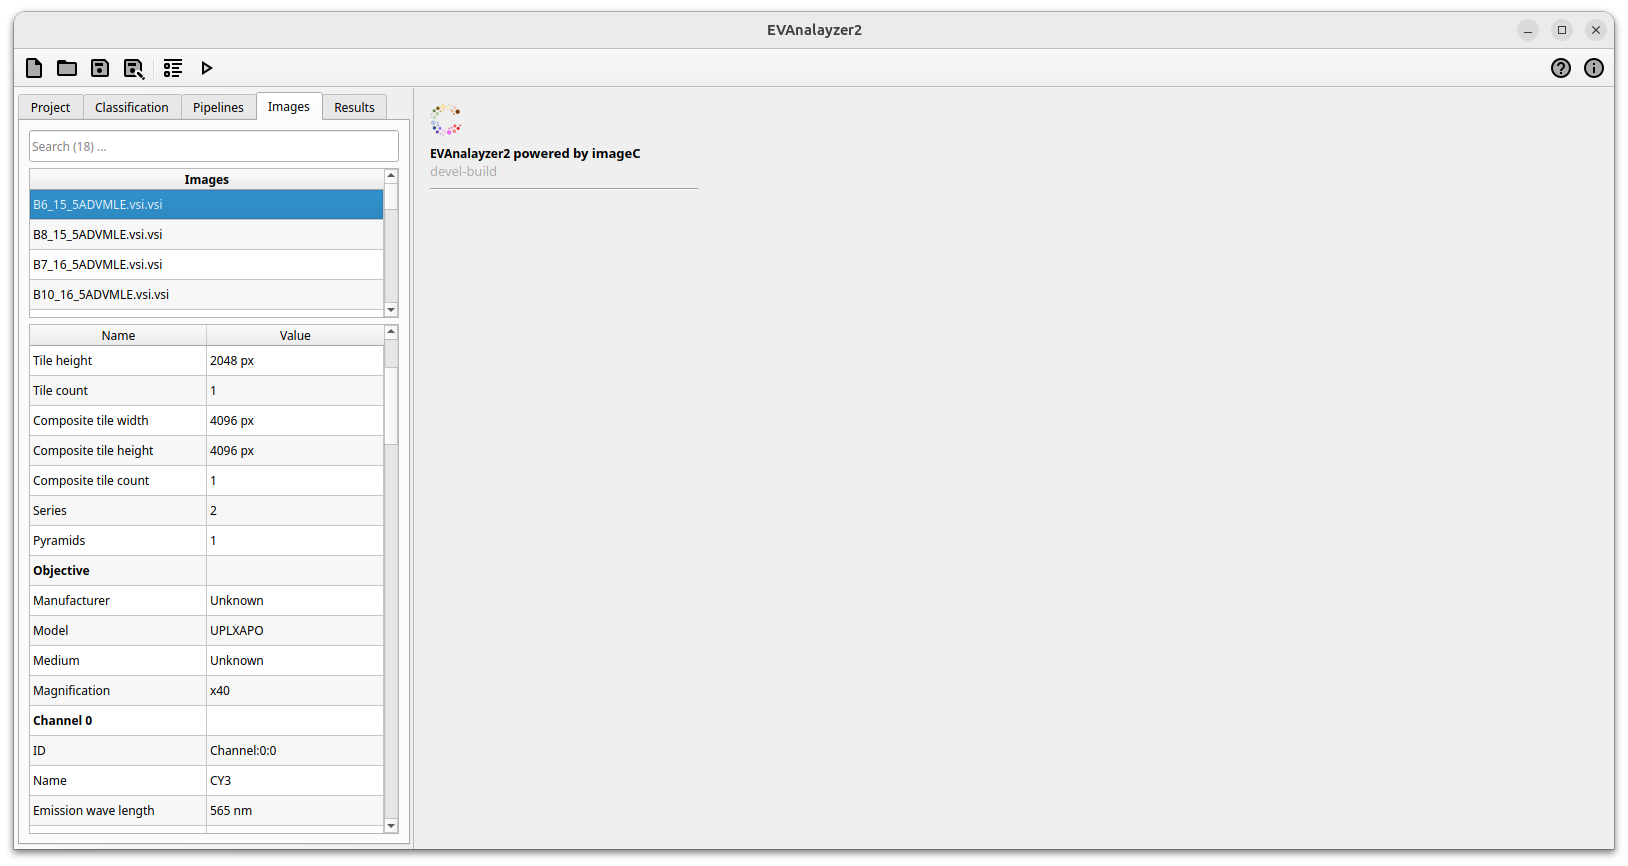 EVAnalayzer2
Project Classification Pipelines Images Results
Search (18) ...
Images
B6_15_5ADVMLE.vsi.vsi
B8_15_5ADVMLE.vsi.vsi
B7_16_5ADVMLE.vsi.vsi
B10_16_5ADVMLE.vsi.vsi
Name Value
Tile height 2048 px
Tile count 1
Composite tile width 4096 px
Composite tile height 4096 px
Composite tile count 1
Series 2
Pyramids 1
Objective
Manufacturer Unknown
Model UPLXAPO
Medium Unknown
Magnification x40
Channel 0
ID Channel:0:0
Name CY3
Emission wave length 565 nm
EVAnalayzer2 powered by imageC
devel-build